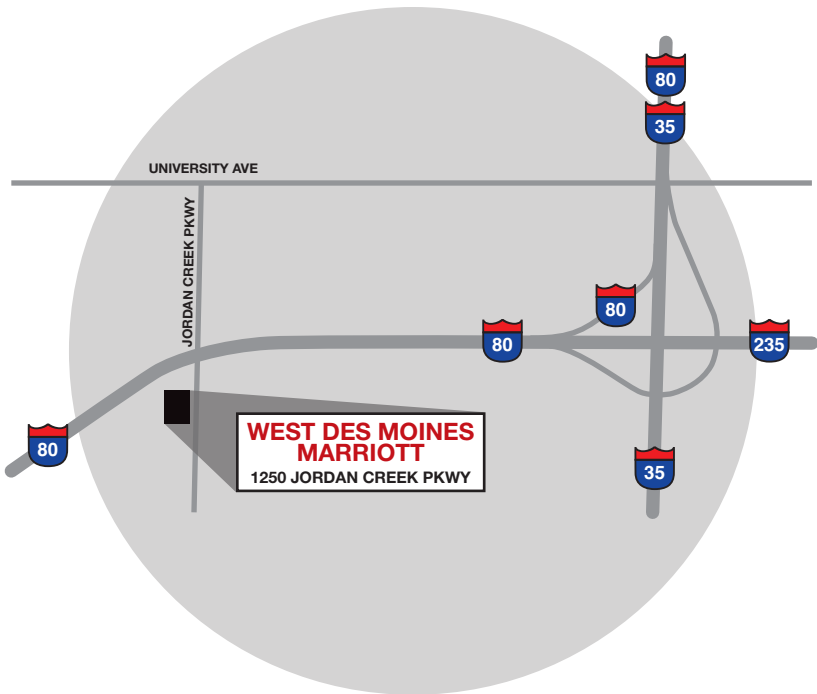 80
35
UNIVERSITY AVE
JORDAN CREEK PKWY
80
80
235
80
WEST DES MOINES
MARRIOTT
1250 JORDAN CREEK PKWY
35